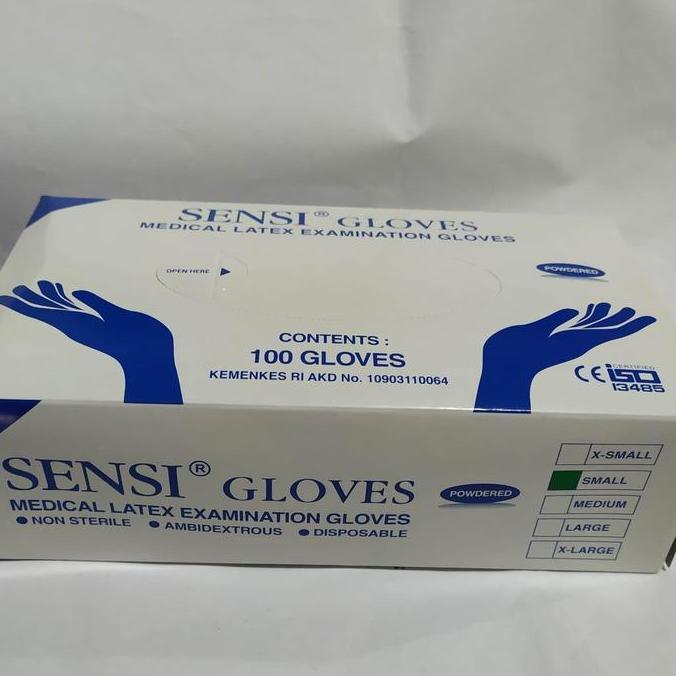 SENSI® GLOVES
MEDICAL LATEX EXAMINATION GLOVES
OPEN HERE
POWDERED
CONTENTS :
100 GLOVES
KEMENKES RI AKD No. 10903110064
CE
CERTIFIED
ISO
13485
SENSI® GLOVES
POWDERED
MEDICAL LATEX EXAMINATION GLOVES
● NON STERILE ● AMBIDEXTROUS ● DISPOSABLE
X-SMALL
SMALL
MEDIUM
LARGE
X-LARGE